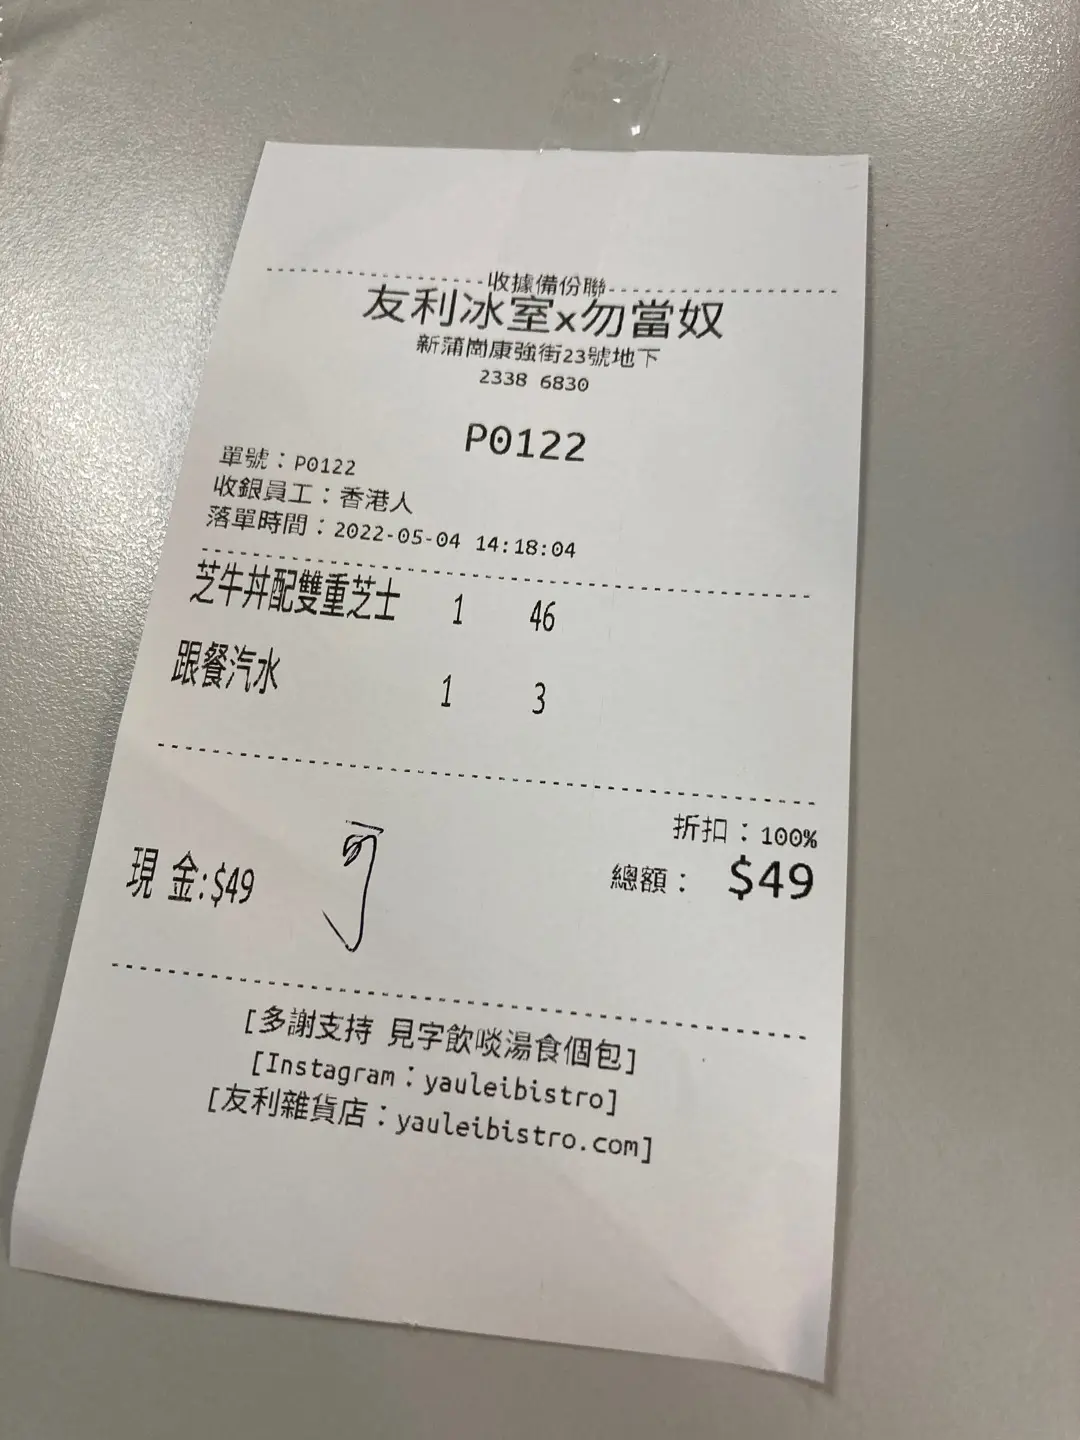 收據備份聯
友利冰室x勿當奴
新蒲崗康強街23號地下
2338 6830
P0122
單號：P0122
收銀員工：香港人
落單時間：2022-05-04 14:18:04
芝牛丼配雙重芝士 1 46
跟餐汽水 1 3
折扣：100%
總額： $49
現 金:$49
[多謝支持 見字飲啖湯食個包]
[Instagram：yauleibistro]
[友利雜貨店：yauleibistro.com]